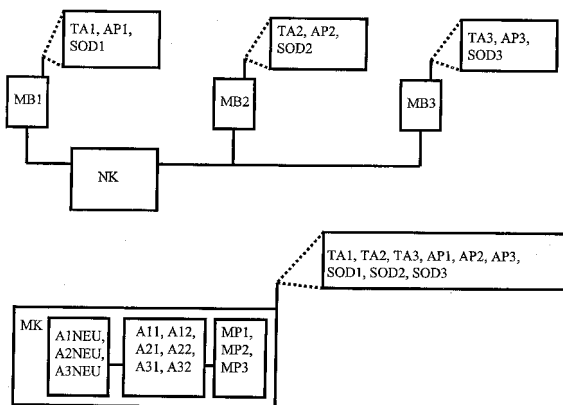 TA1, AP1,
SOD1
TA2, AP2,
SOD2
TA3, AP3,
SOD3
MB1
MB2
MB3
NK
TA1, TA2, TA3, AP1, AP2, AP3,
SOD1, SOD2, SOD3
MK
A1NEU,
A2NEU,
A3NEU
A11, A12,
A21, A22,
A31, A32
MP1,
MP2,
MP3